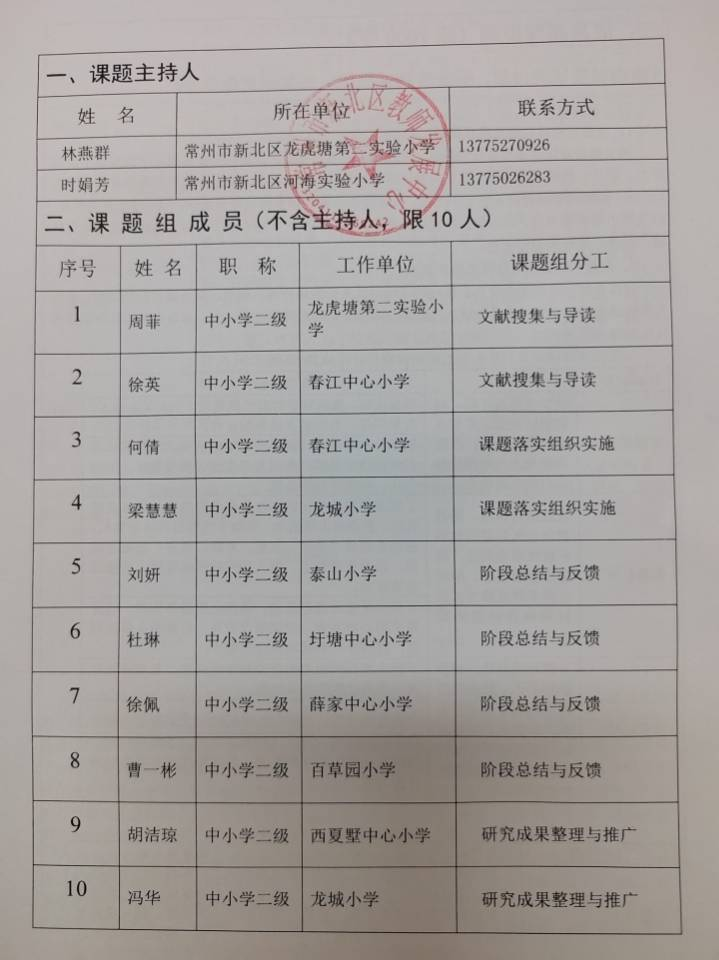 一、课题主持人
姓 名 所在单位 联系方式
林燕群 常州市新北区龙虎塘第二实验小学 13775270926
时娟芳 常州市新北区河海实验小学 13775026283
二、课 题 组 成 员（不含主持人，限10人）
序号 姓 名 职 称 工作单位 课题组分工
1 周菲 中小学二级 龙虎塘第二实验小
学 文献搜集与导读
2 徐英 中小学二级 春江中心小学 文献搜集与导读
3 何倩 中小学二级 春江中心小学 课题落实组织实施
4 梁慧慧 中小学二级 龙城小学 课题落实组织实施
5 刘妍 中小学二级 泰山小学 阶段总结与反馈
6 杜琳 中小学二级 圩塘中心小学 阶段总结与反馈
7 徐佩 中小学二级 薛家中心小学 阶段总结与反馈
8 曹一彬 中小学二级 百草园小学 阶段总结与反馈
9 胡洁琼 中小学二级 西夏墅中心小学 研究成果整理与推广
10 冯华 中小学二级 龙城小学 研究成果整理与推广
市新北区教师发展中心